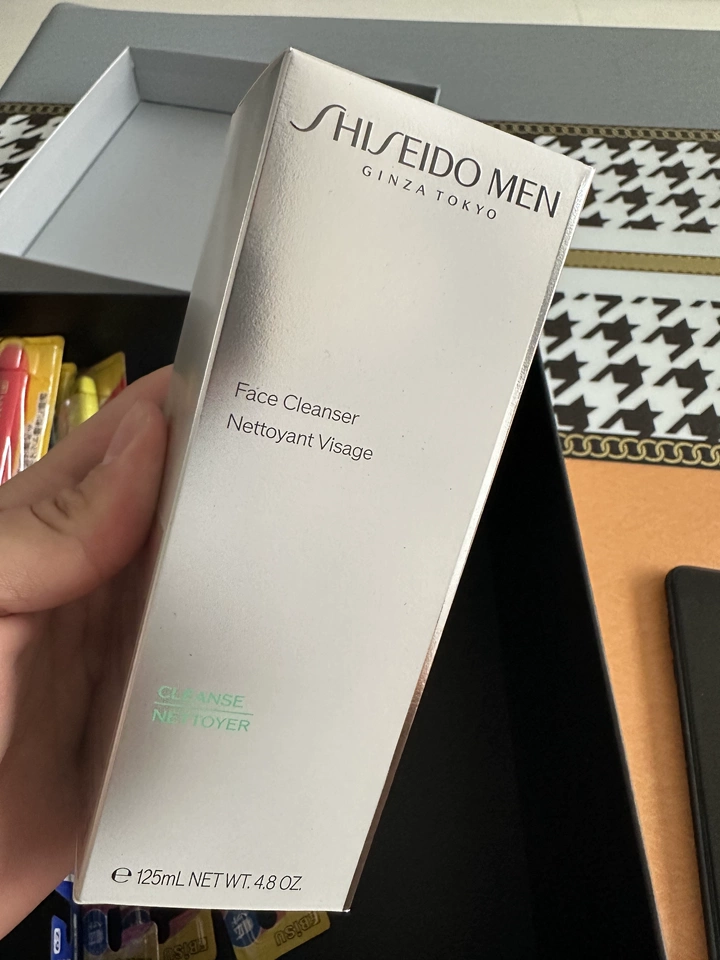 SHISEIDO MEN
GINZA TOKYO
Face Cleanser
Nettoyant Visage
CLEANSE
NETTOYER
℮ 125mL NET WT. 4.8 OZ.